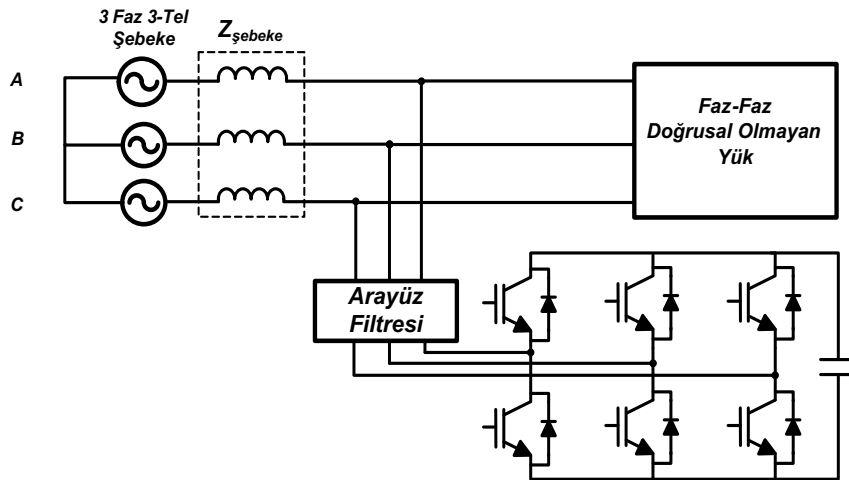 3 Faz 3-Tel
Şebeke
Zşebeke
A
B
C
Faz-Faz
Doğrusal Olmayan
Yük
Arayüz
Filtresi